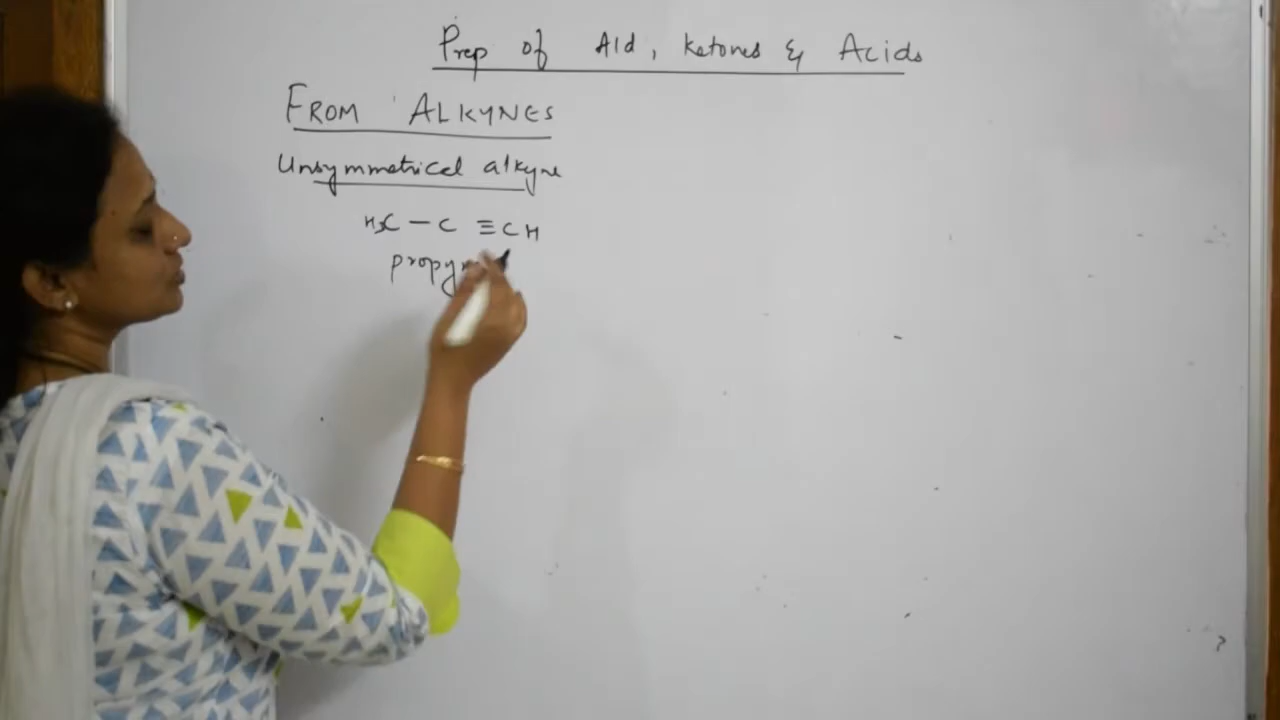 Prep of Ald, Ketones & Acids
FROM ALKYNES
Unsymmetrical alkyne
H₃C — C ≡ CH